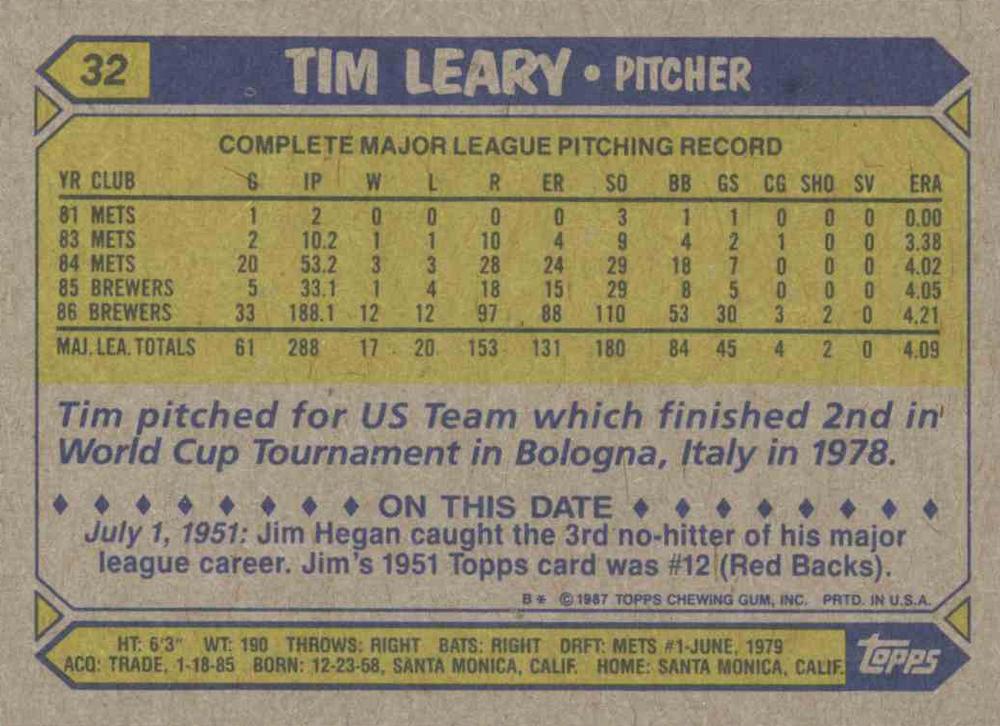 32 TIM LEARY • PITCHER
COMPLETE MAJOR LEAGUE PITCHING RECORD
YR CLUB G IP W L R ER SO BB GS CG SHO SV ERA
81 METS 1 2 0 0 0 0 3 1 1 0 0 0 0.00
83 METS 2 10.2 1 1 10 4 9 4 2 1 0 0 3.38
84 METS 20 53.2 3 3 28 24 29 18 7 0 0 0 4.02
85 BREWERS 5 33.1 1 4 18 15 29 8 5 0 0 0 4.05
86 BREWERS 33 188.1 12 12 97 88 110 53 30 3 2 0 4.21
MAJ. LEA. TOTALS 61 288 17 20 153 131 180 84 45 4 2 0 4.09
Tim pitched for US Team which finished 2nd in
World Cup Tournament in Bologna, Italy in 1978.
♦ ♦ ♦ ♦ ♦ ♦ ♦ ♦ ON THIS DATE ♦ ♦ ♦ ♦ ♦ ♦ ♦ ♦
July 1, 1951: Jim Hegan caught the 3rd no-hitter of his major
league career. Jim's 1951 Topps card was #12 (Red Backs).
B* © 1987 TOPPS CHEWING GUM, INC. PRTD. IN U.S.A.
HT: 6'3" WT: 190 THROWS: RIGHT BATS: RIGHT DRFT: METS #1-JUNE, 1979
ACQ: TRADE, 1-18-85 BORN: 12-23-58, SANTA MONICA, CALIF. HOME: SANTA MONICA, CALIF.
TOPPS